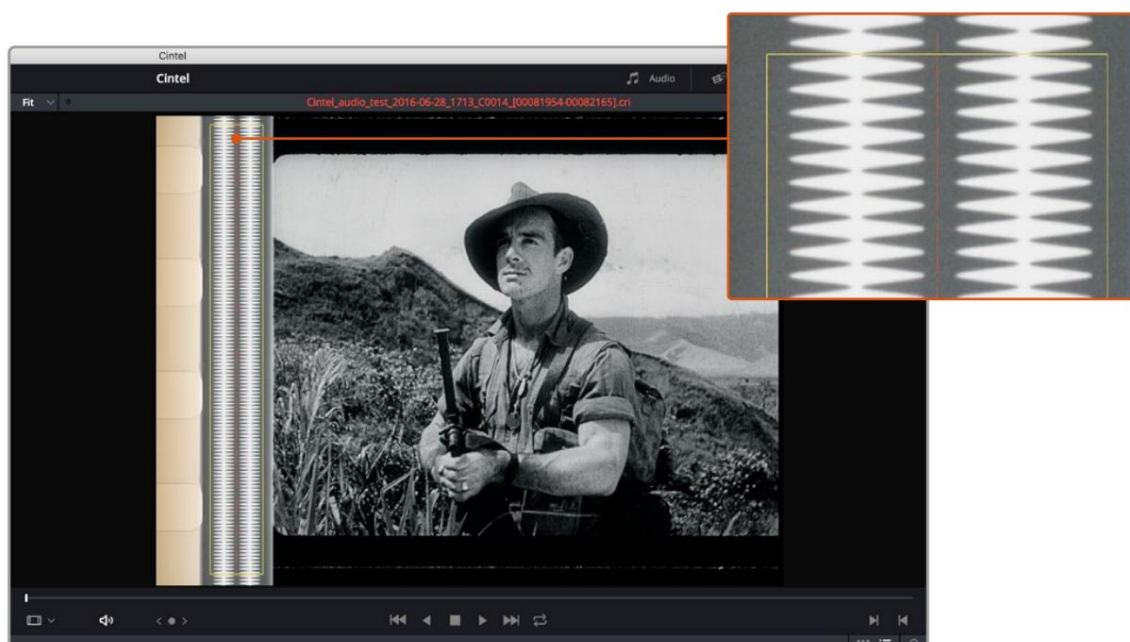 Cintel
Cintel
Audio
Fit
Cintel_audio_test_2016-06-28_1713_C0014_[00081954-00082165].cri